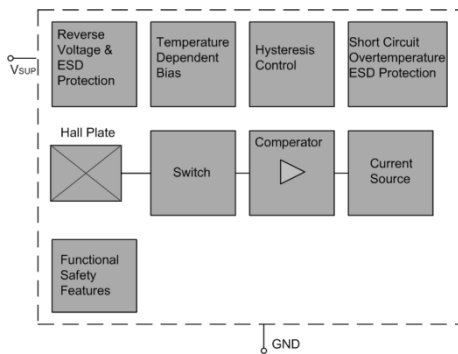 Reverse
Voltage &
ESD
Protection
Temperature
Dependent
Bias
Hysteresis
Control
Short Circuit
Overtemperature
ESD Protection
VSUP
Hall Plate
Switch
Comperator
Current
Source
Functional
Safety
Features
GND